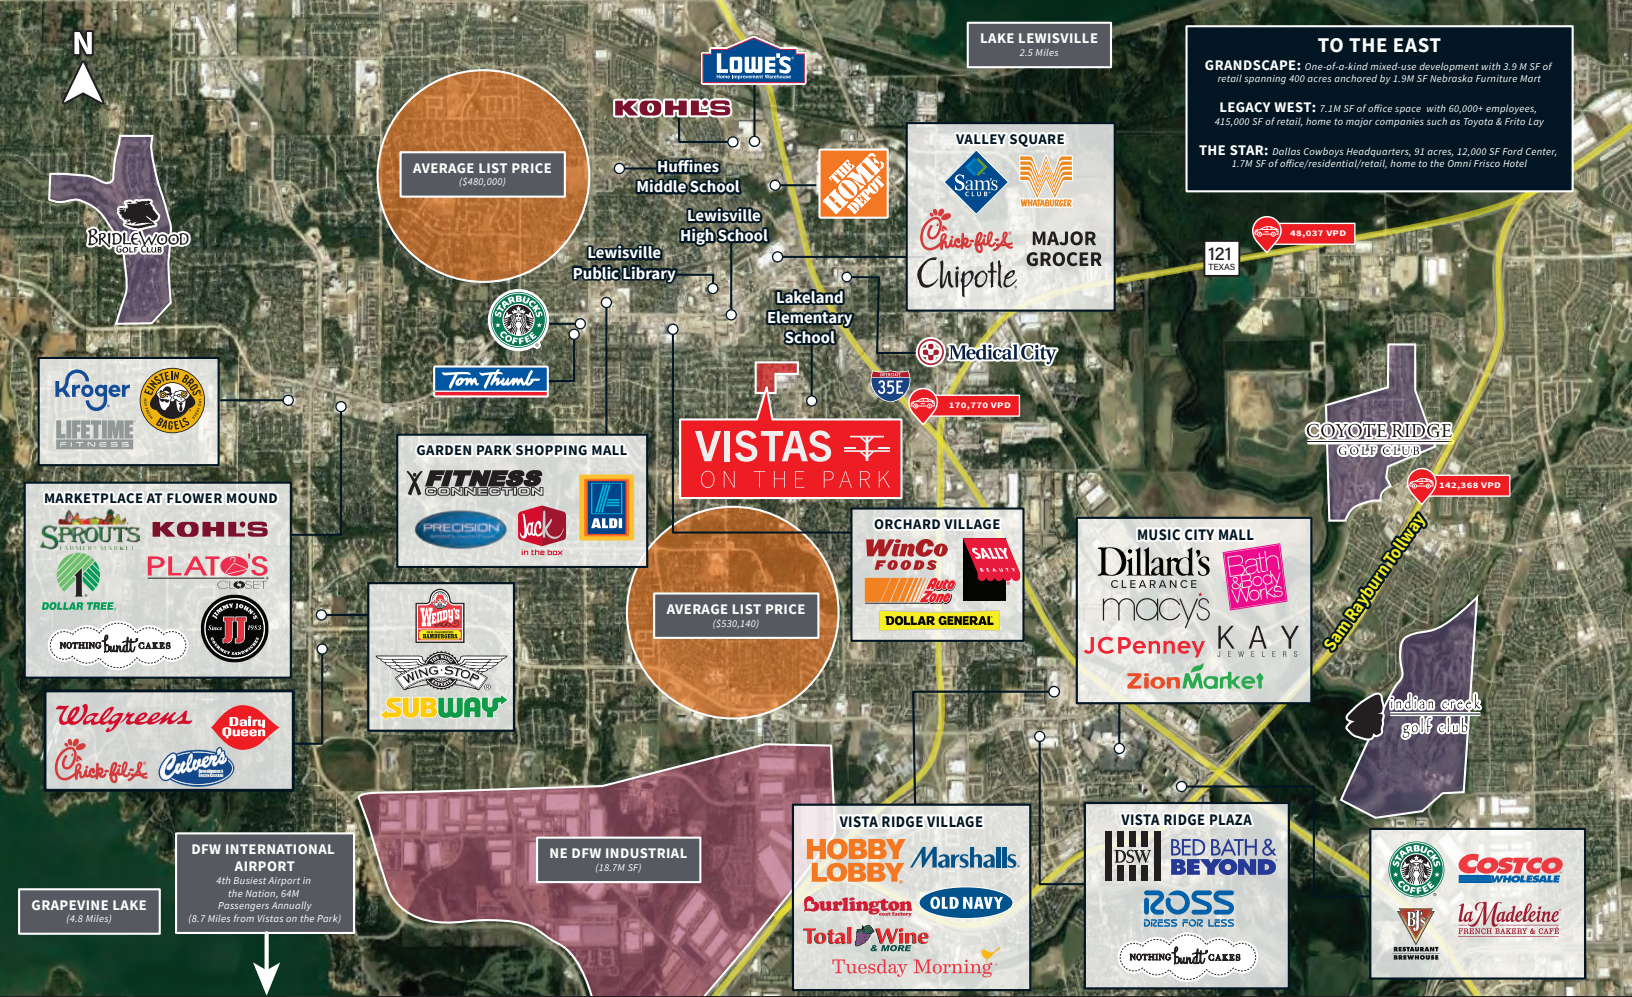 N
LOWE'S
Home Improvement Warehouse
KOHL'S
LAKE LEWISVILLE
2.5 Miles
TO THE EAST
GRANDSCAPE: One-of-a-kind mixed-use development with 3.9 M SF of
retail spanning 400 acres anchored by 1.9M SF Nebraska Furniture Mart
LEGACY WEST: 7.1M SF of office space with 60,000+ employees,
415,000 SF of retail, home to major companies such as Toyota & Frito Lay
THE STAR: Dallas Cowboys Headquarters, 91 acres, 12,000 SF Ford Center,
1.7M SF of office/residential/retail, home to the Omni Frisco Hotel
AVERAGE LIST PRICE
($480,000)
Huffines
Middle School
THE
HOME
DEPOT
VALLEY SQUARE
Sam's
CLUB
WHATABURGER
Chick-fil-A
MAJOR
GROCER
Chipotle
Lewisville
High School
BRIDLEWOOD
GOLF CLUB
Lewisville
Public Library
121
TEXAS
48,037 VPD
STARBUCKS
COFFEE
Lakeland
Elementary
School
Medical City
Tom Thumb
INTERSTATE
35E
170,770 VPD
Kroger
EINSTEIN BROS
BAGELS
LIFETIME
FITNESS
VISTAS
ON THE PARK
COYOTE RIDGE
GOLF CLUB
142,368 VPD
GARDEN PARK SHOPPING MALL
FITNESS
CONNECTION
PRECISION
Jack
in the box
ALDI
MARKETPLACE AT FLOWER MOUND
SPROUTS
FARMERS MARKET
KOHL'S
PLATO'S
CLOSET
1
DOLLAR TREE
JIMMY JOHN'S
Since JJ 1983
GOURMET SANDWICHES
NOTHING bundt CAKES
ORCHARD VILLAGE
WinCo
FOODS
SALLY
BEAUTY
Auto
Zone
DOLLAR GENERAL
MUSIC CITY MALL
Dillard's
CLEARANCE
Bath
& Body
Works
macy's
JCPenney
KAY
JEWELERS
ZionMarket
Sam Rayburn Tollway
AVERAGE LIST PRICE
($530,140)
Wendy's
HAMBURGERS
WING-STOP
SUBWAY
Walgreens
Dairy
Queen
Chick-fil-A
Culver's
indian creek
golf club
DFW INTERNATIONAL
AIRPORT
4th Busiest Airport in
the Nation, 64M
Passengers Annually
(8.7 Miles from Vistas on the Park)
GRAPEVINE LAKE
(4.8 Miles)
NE DFW INDUSTRIAL
(18.7M SF)
VISTA RIDGE VILLAGE
HOBBY
LOBBY
Marshalls
Burlington
coat factory
OLD NAVY
Total Wine
& MORE
Tuesday Morning
VISTA RIDGE PLAZA
DSW
BED BATH &
BEYOND
ROSS
DRESS FOR LESS
NOTHING bundt CAKES
STARBUCKS
COFFEE
COSTCO
WHOLESALE
BJ's
RESTAURANT
BREWHOUSE
la Madeleine
FRENCH BAKERY & CAFÉ